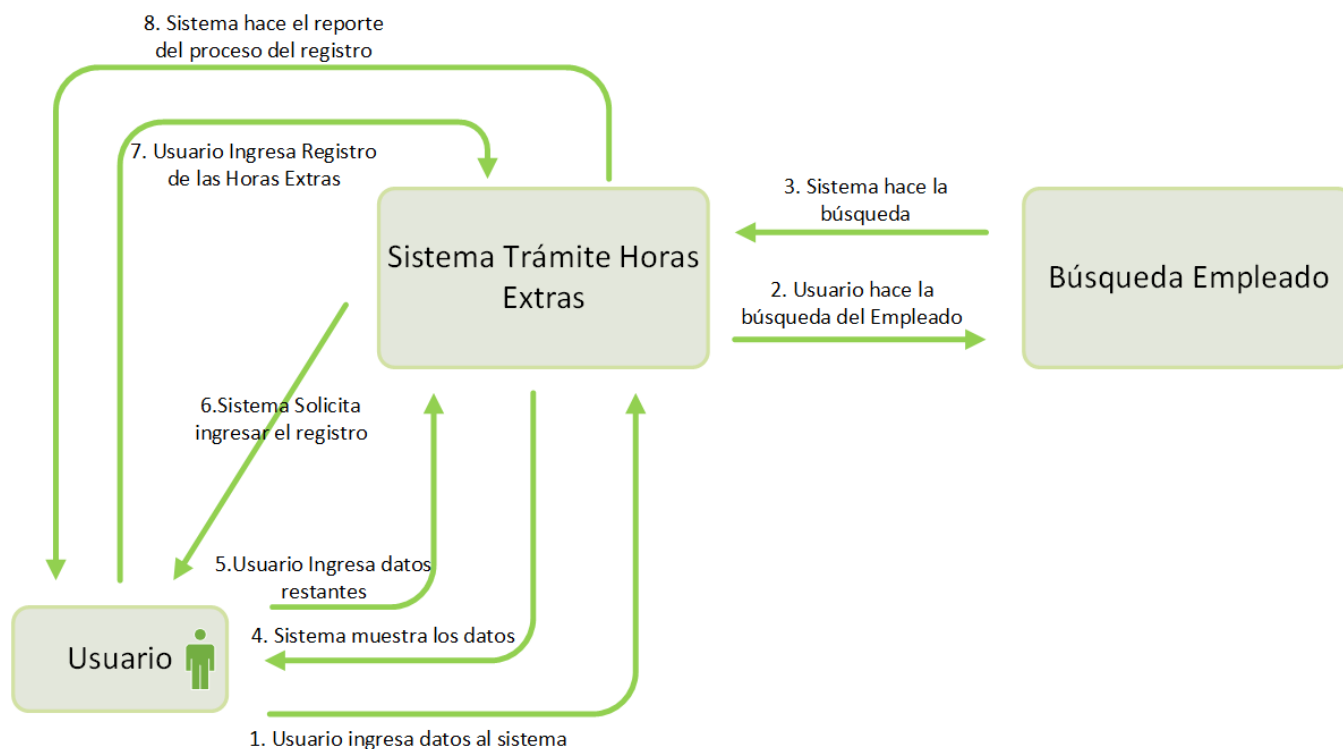 8. Sistema hace el reporte
del proceso del registro
7. Usuario Ingresa Registro
de las Horas Extras
3. Sistema hace la
búsqueda
Sistema Trámite Horas
Extras
Búsqueda Empleado
2. Usuario hace la
búsqueda del Empleado
6.Sistema Solicita
ingresar el registro
5.Usuario Ingresa datos
restantes
4. Sistema muestra los datos
Usuario
1. Usuario ingresa datos al sistema